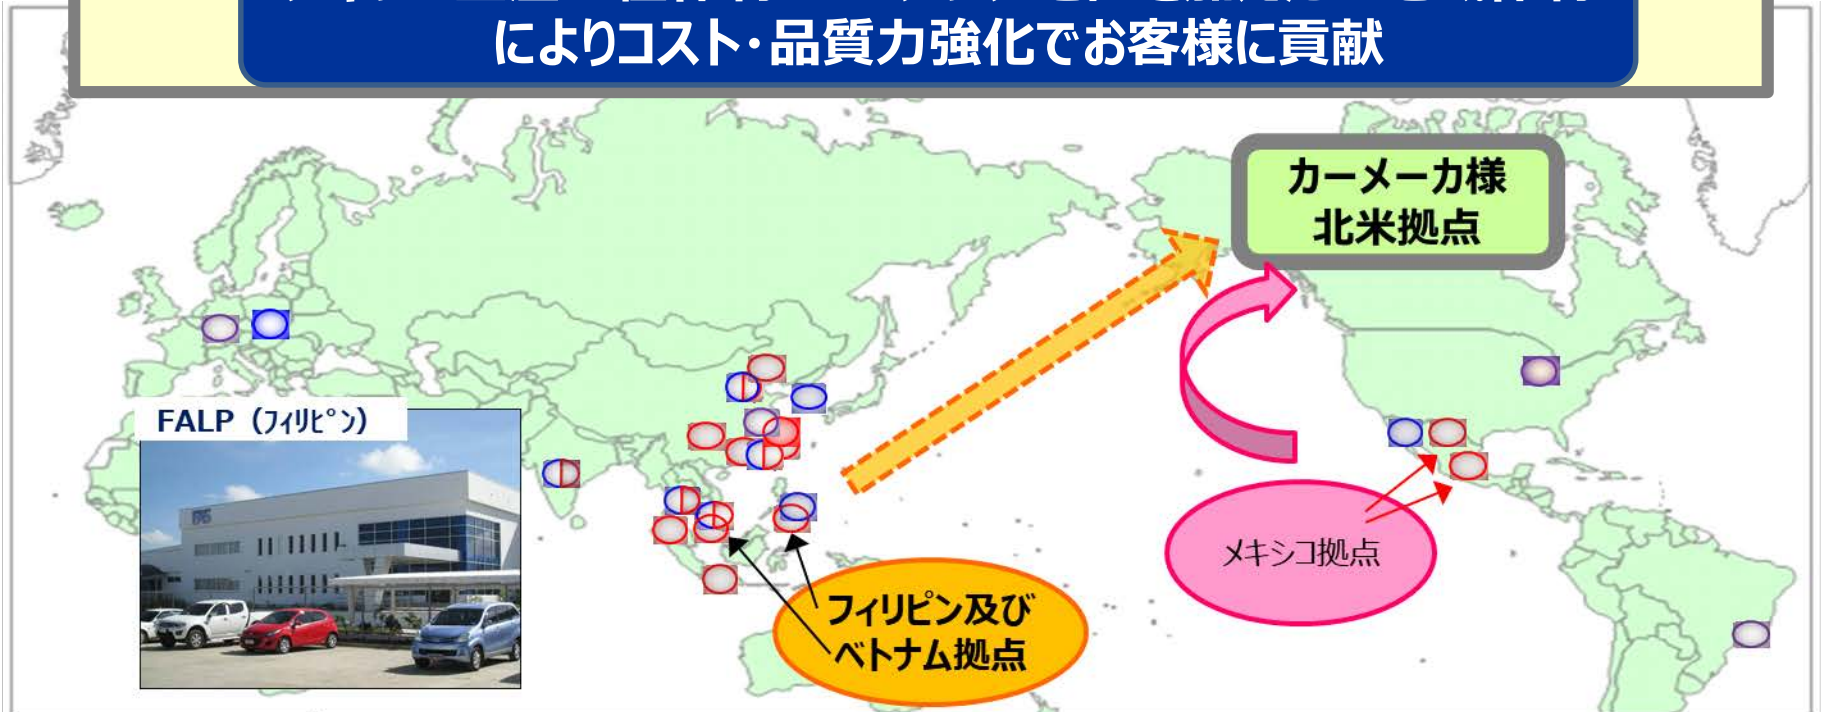 によりコスト・品質力強化でお客様に貢献
カーメーカ様
北米拠点
FALP（ﾌｨﾘﾋﾟﾝ）
メキシコ拠点
フィリピン及び
ベトナム拠点